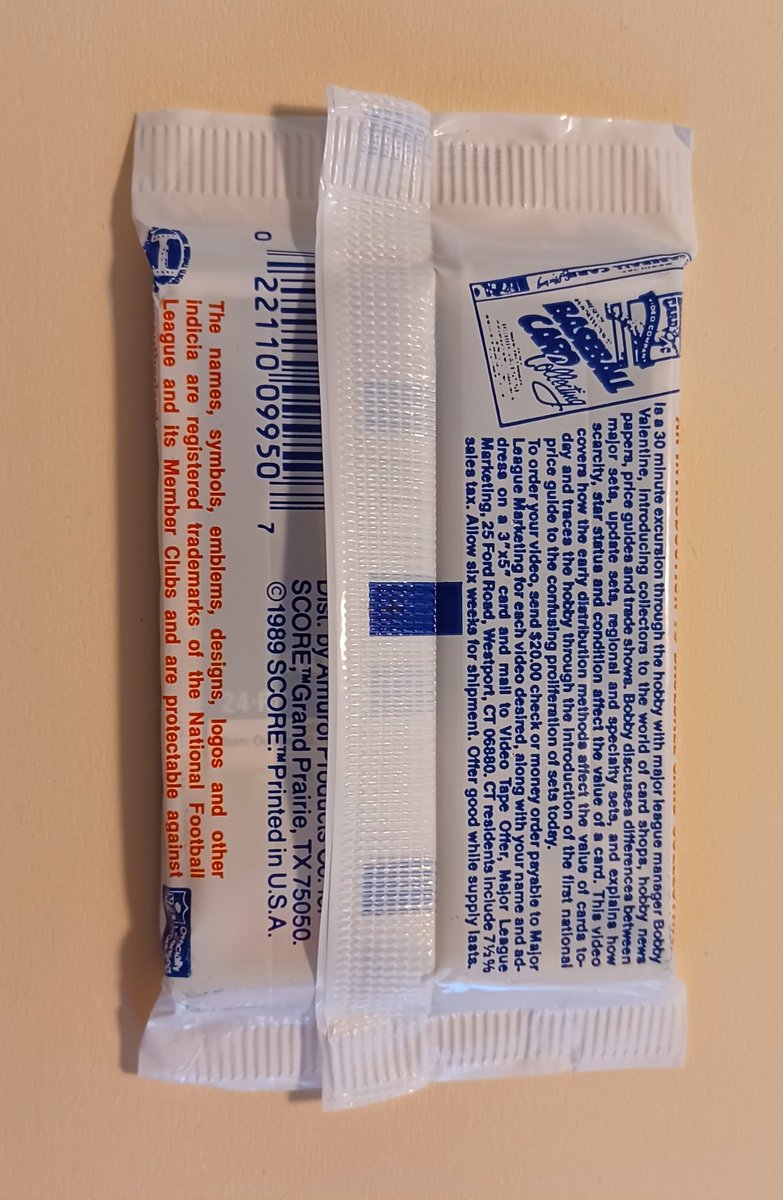 BASEBALL
CARD
Collecting
Is a 30 minute excursion through the hobby with major league manager Bobby
Valentine, introducing collectors to the world of card shops, hobby news
papers, price guides and trade shows. Bobby discusses differences between
major sets, update sets, regional and specialty sets, and explains how
scarcity, star status and condition affect the value of a card. This video
covers how the early distribution methods affect the value of cards to-
day and traces the hobby through the introduction of the first national
price guide to the confusing proliferation of sets today.
To order your video, send $20.00 check or money order payable to Major
League Marketing for each video desired, along with your name and ad-
dress on a 3"x5" card and mail to Video Tape Offer, Major League
Marketing, 25 Ford Road, Westport, CT 06880. CT residents include 7½%
sales tax. Allow six weeks for shipment. Offer good while supply lasts.
Dist. by Amurol Products Co. for
SCORE™ Grand Prairie, TX 75050.
©1989 SCORE.™ Printed in U.S.A.
0 22110 09950 7
The names, symbols, emblems, designs, logos and other
indicia are registered trademarks of the National Football
League and its Member Clubs and are protectable against
Officially